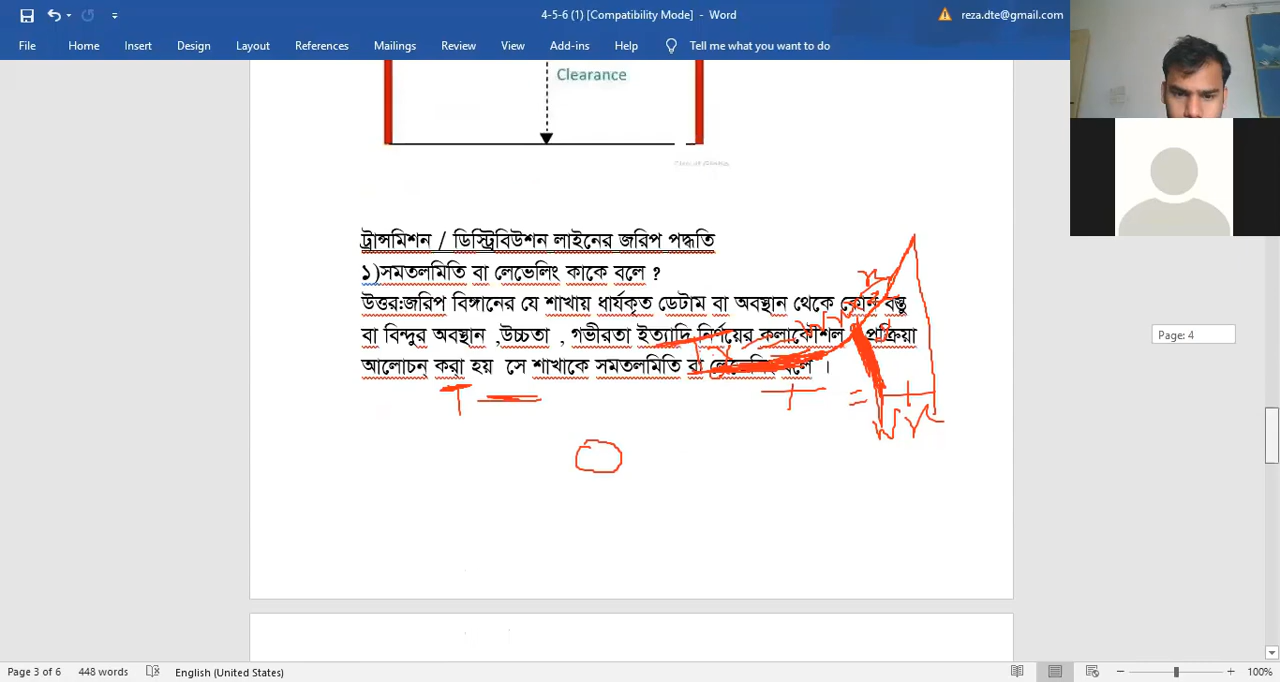 4-5-6 (1) [Compatibility Mode] - Word
reza.dte@gmail.com
File Home Insert Design Layout References Mailings Review View Add-ins Help Tell me what you want to do
Clearance
ট্রান্সমিশন / ডিস্ট্রিবিউশন লাইনের জরিপ পদ্ধতি
১)সমতলমিতি বা লেভেলিং কাকে বলে ?
উত্তর:জরিপ বিঙ্গানের যে শাখায় ধার্যকৃত ডেটাম বা অবস্থান থেকে কোন বস্তু
বা বিন্দুর অবস্থান ,উচ্চতা , গভীরতা ইত্যাদি নির্ণয়ের কলাকৌশল প্রক্রিয়া
আলোচন করা হয় সে শাখাকে সমতলমিতি বা লেভেলিং বলে ।
Page: 4
Page 3 of 6 448 words English (United States) 100%